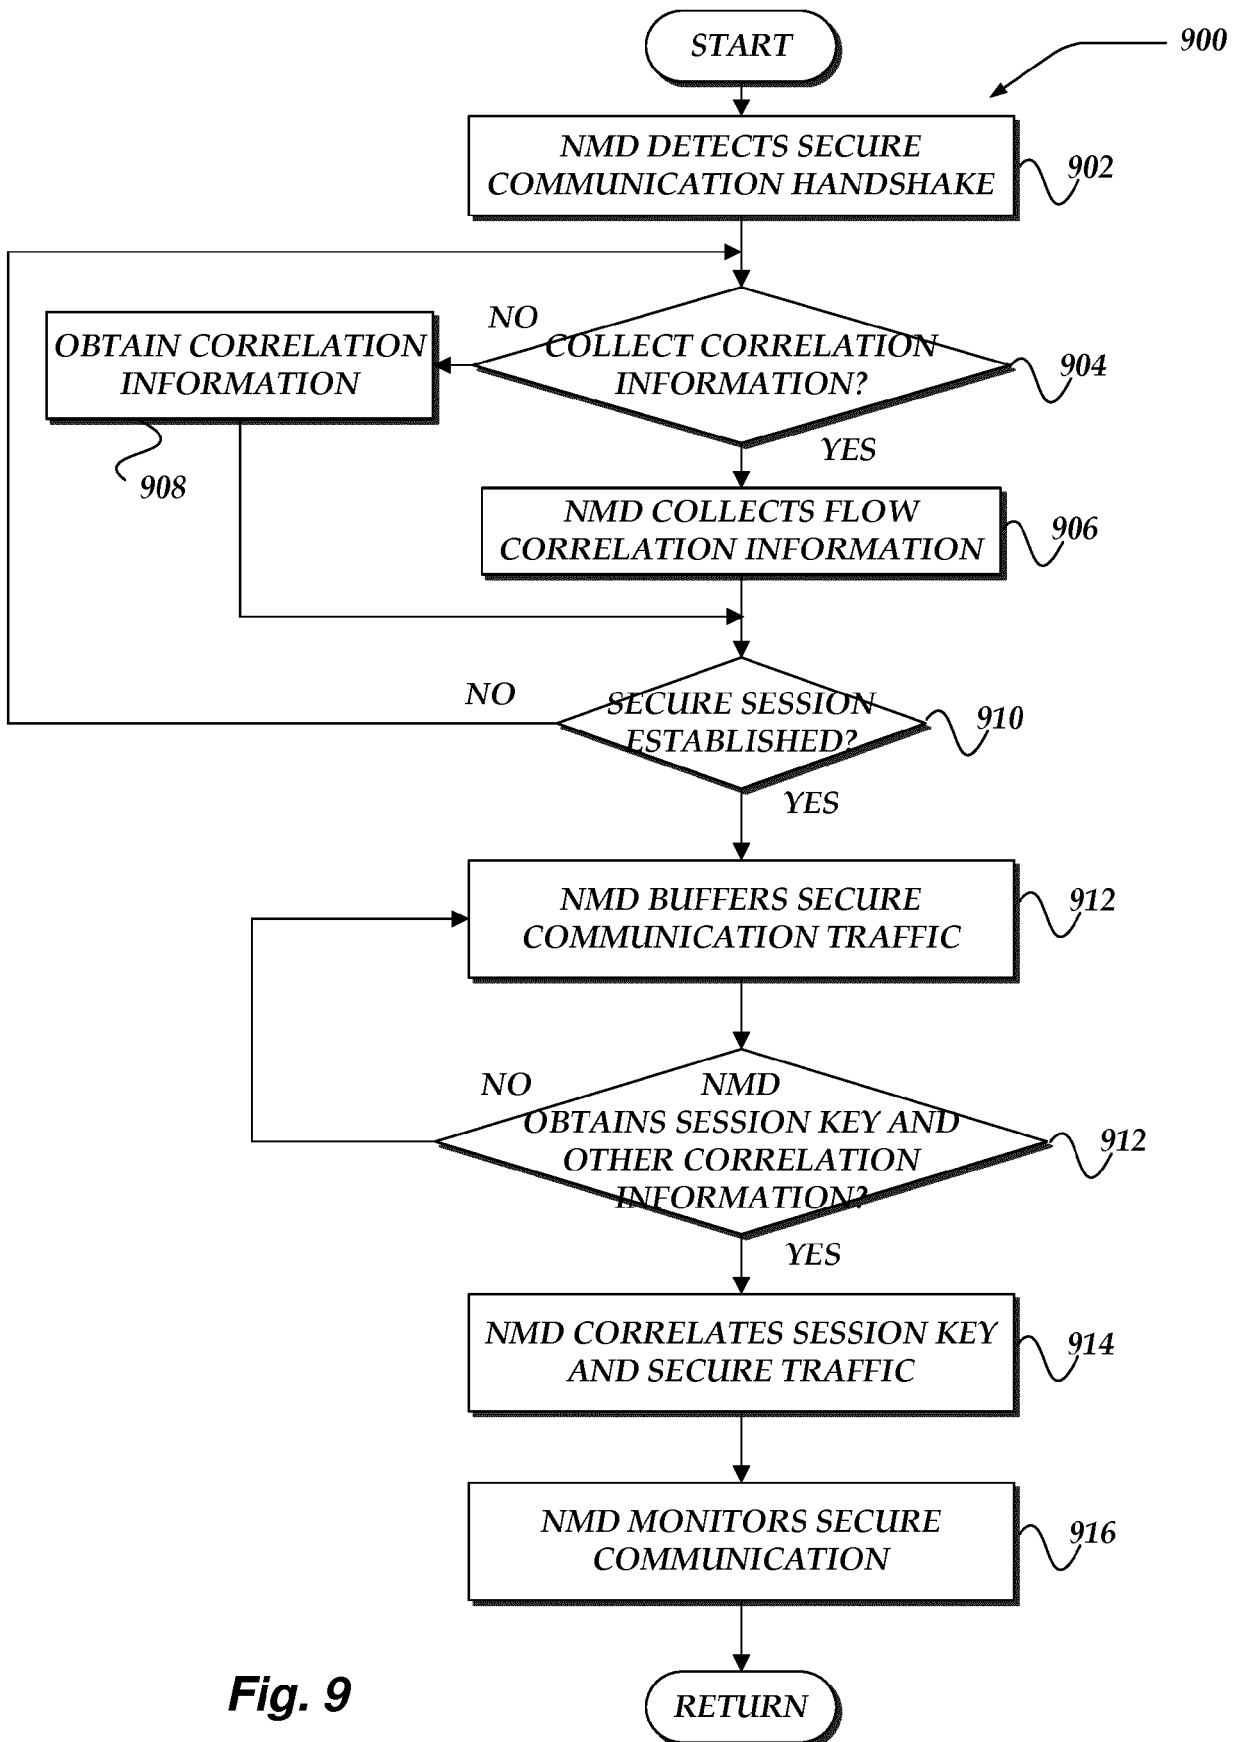 START
900
NMD DETECTS SECURE
COMMUNICATION HANDSHAKE
902
NO
COLLECT CORRELATION
INFORMATION?
904
OBTAIN CORRELATION
INFORMATION
908
YES
NMD COLLECTS FLOW
CORRELATION INFORMATION
906
NO
SECURE SESSION
ESTABLISHED?
910
YES
NMD BUFFERS SECURE
COMMUNICATION TRAFFIC
912
NO
NMD
OBTAINS SESSION KEY AND
OTHER CORRELATION
INFORMATION?
912
YES
NMD CORRELATES SESSION KEY
AND SECURE TRAFFIC
914
NMD MONITORS SECURE
COMMUNICATION
916
RETURN
Fig. 9